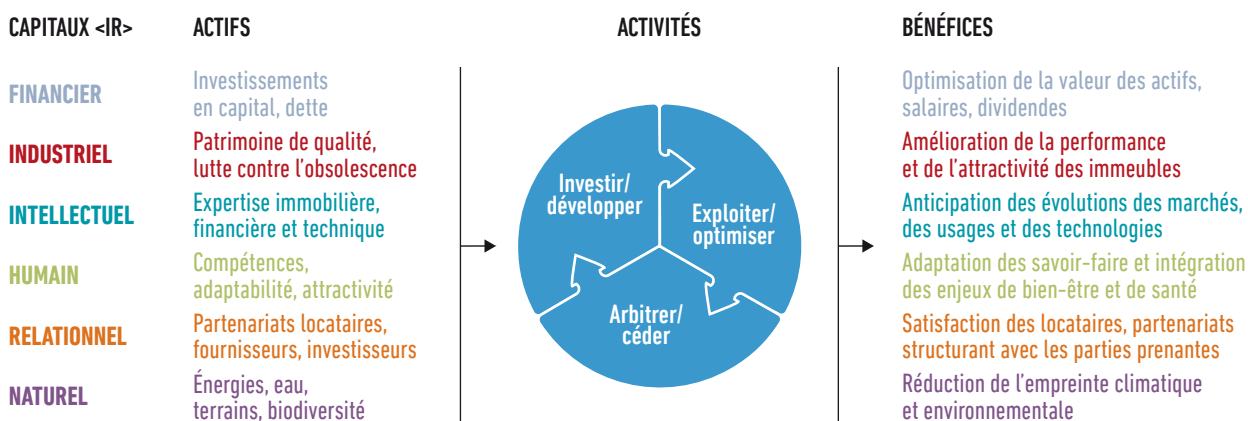 CAPITAUX <IR>
ACTIFS
ACTIVITÉS
BÉNÉFICES
FINANCIER
Investissements
en capital, dette
Optimisation de la valeur des actifs,
salaires, dividendes
INDUSTRIEL
Patrimoine de qualité,
lutte contre l'obsolescence
Amélioration de la performance
et de l'attractivité des immeubles
INTELLECTUEL
Expertise immobilière,
financière et technique
Anticipation des évolutions des marchés,
des usages et des technologies
HUMAIN
Compétences,
adaptabilité, attractivité
Adaptation des savoir-faire et intégration
des enjeux de bien-être et de santé
RELATIONNEL
Partenariats locataires,
fournisseurs, investisseurs
Satisfaction des locataires, partenariats
structurant avec les parties prenantes
NATUREL
Énergies, eau,
terrains, biodiversité
Réduction de l'empreinte climatique
et environnementale
Investir/
développer
Exploiter/
optimiser
Arbitrer/
céder